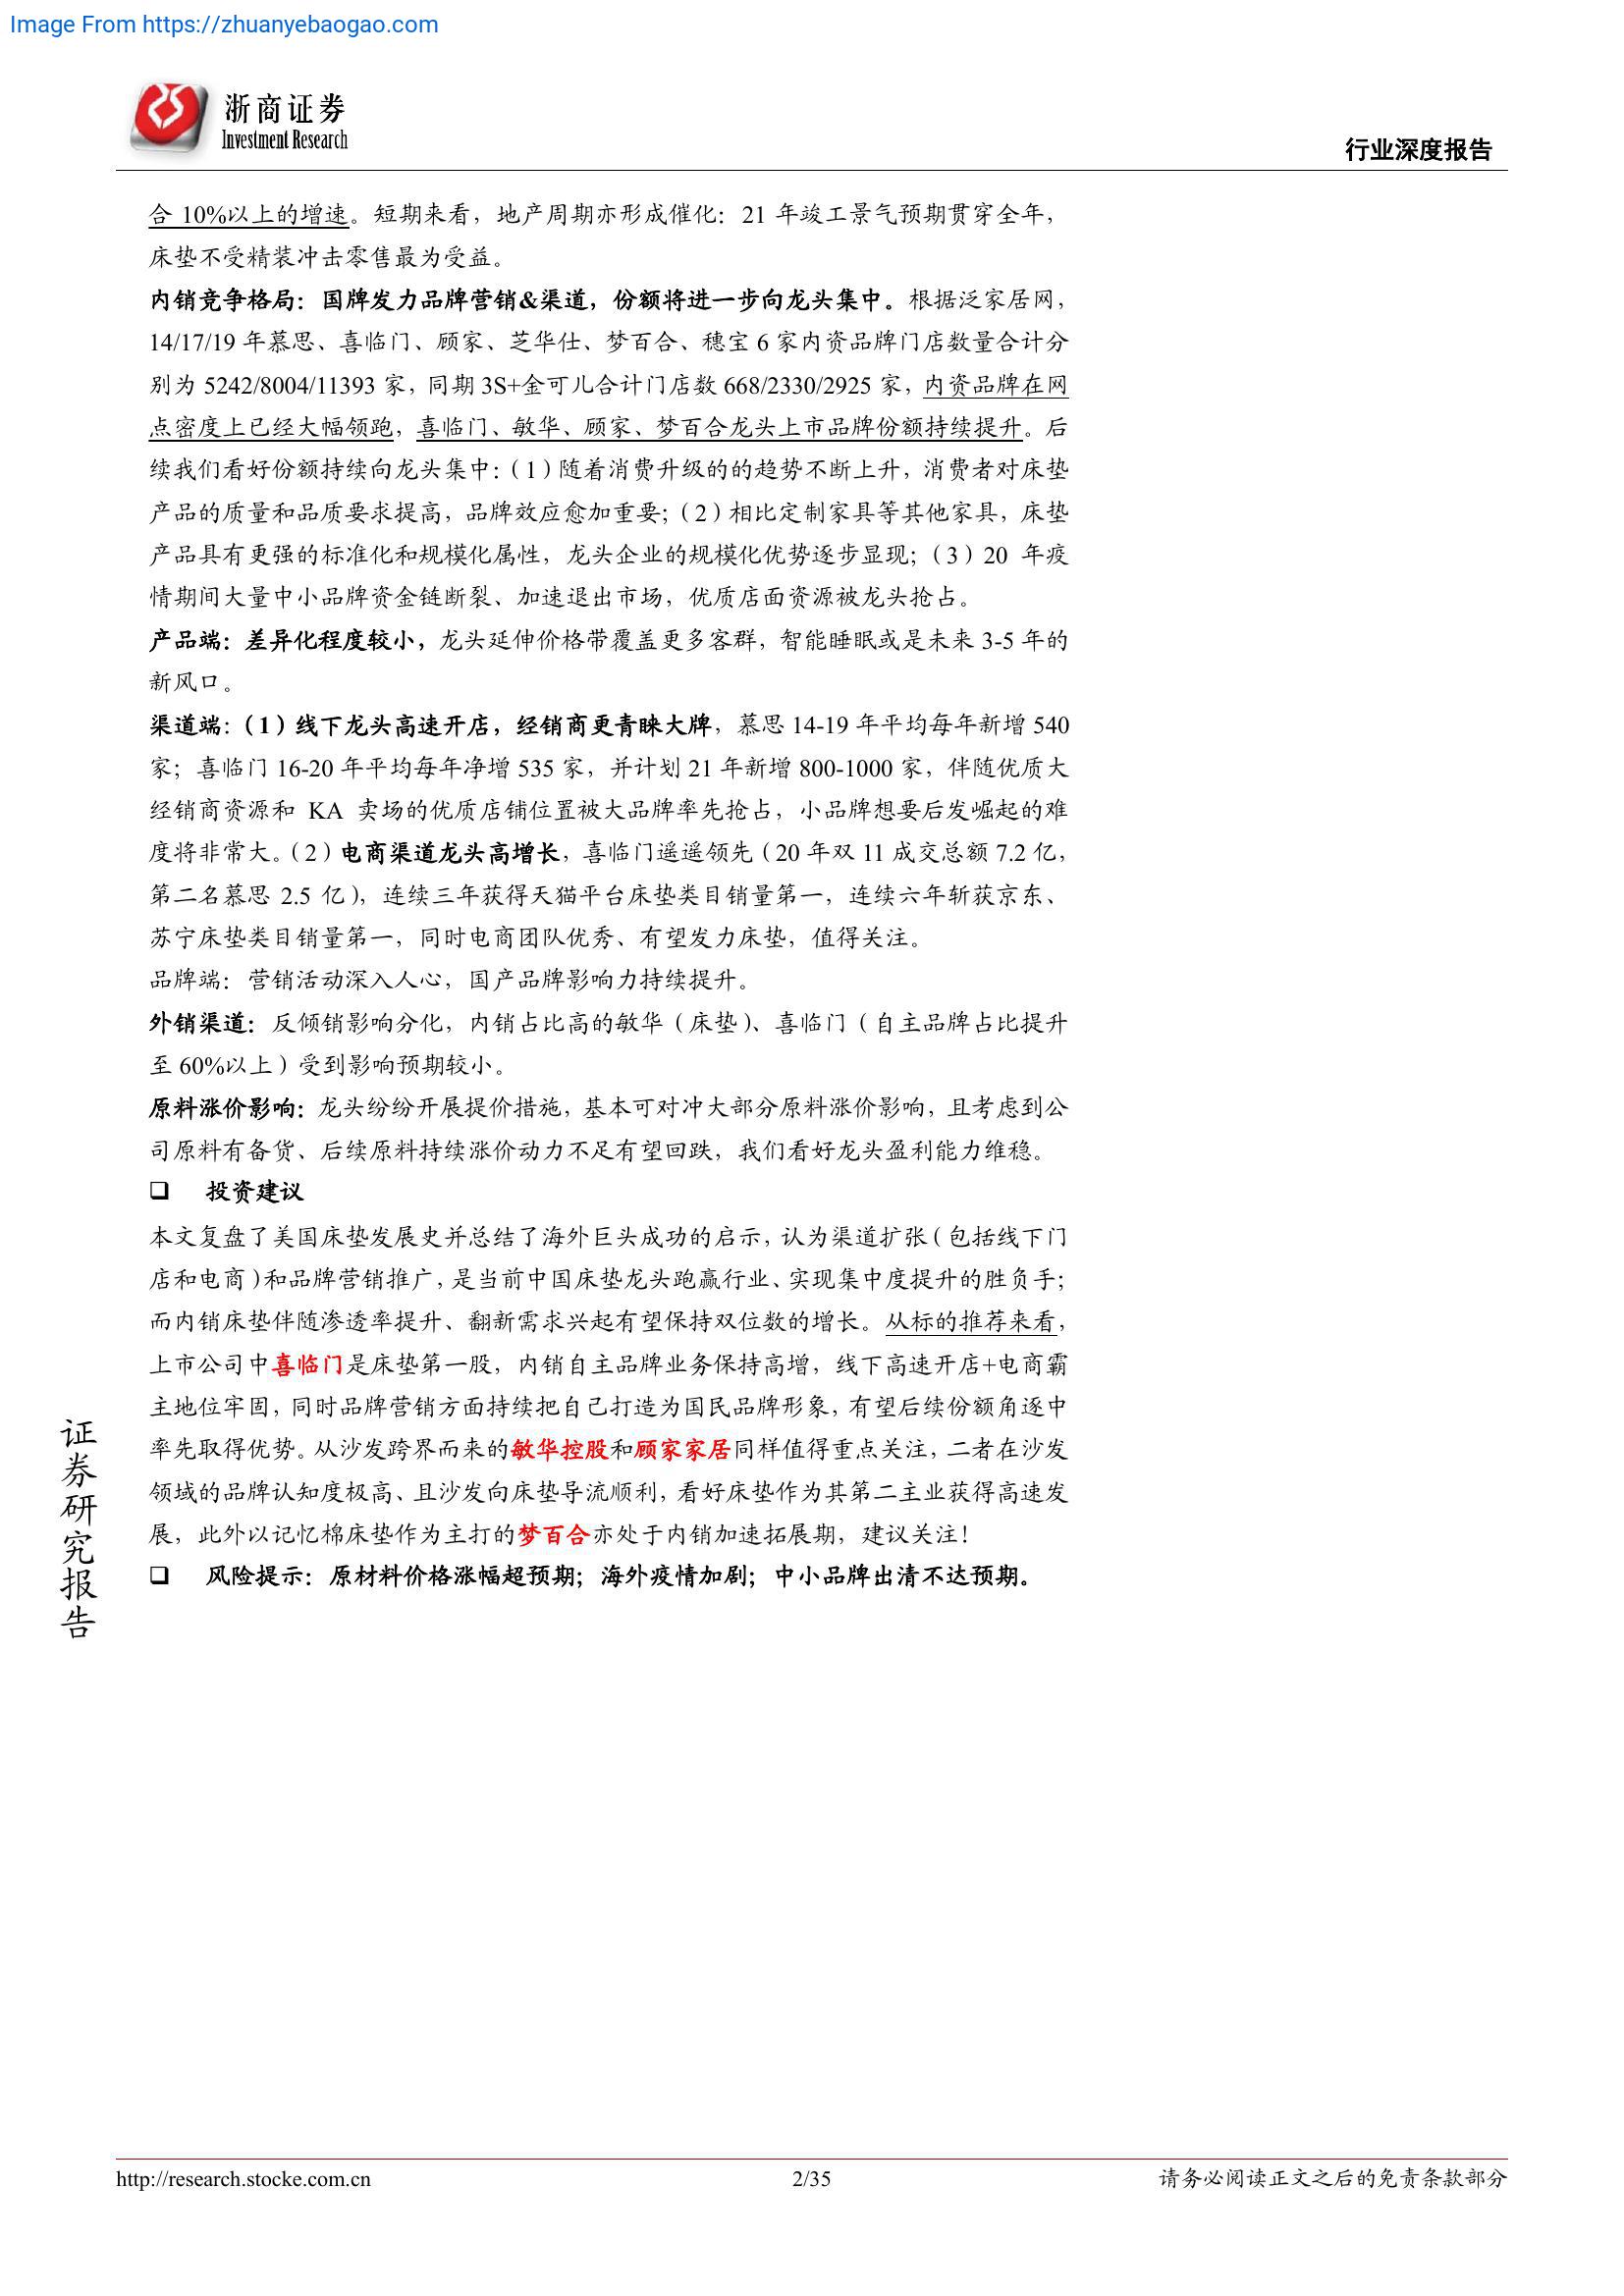 Image From https://zhuanyebaogao.com
浙商证券
Investment Research
行业深度报告
合 10%以上的增速。短期来看，地产周期亦形成催化：21 年竣工景气预期贯穿全年，
床垫不受精装冲击零售最为受益。
内销竞争格局：国牌发力品牌营销&渠道，份额将进一步向龙头集中。根据泛家居网，
14/17/19 年慕思、喜临门、顾家、芝华仕、梦百合、穗宝 6 家内资品牌门店数量合计分
别为 5242/8004/11393 家，同期 3S+金可儿合计门店数 668/2330/2925 家，内资品牌在网
点密度上已经大幅领跑，喜临门、敏华、顾家、梦百合龙头上市品牌份额持续提升。后
续我们看好份额持续向龙头集中：（1）随着消费升级的的趋势不断上升，消费者对床垫
产品的质量和品质要求提高，品牌效应愈加重要；（2）相比定制家具等其他家具，床垫
产品具有更强的标准化和规模化属性，龙头企业的规模化优势逐步显现；（3）20 年疫
情期间大量中小品牌资金链断裂、加速退出市场，优质店面资源被龙头抢占。
产品端：差异化程度较小，龙头延伸价格带覆盖更多客群，智能睡眠或是未来 3-5 年的
新风口。
渠道端：（1）线下龙头高速开店，经销商更青睐大牌，慕思 14-19 年平均每年新增 540
家；喜临门 16-20 年平均每年净增 535 家，并计划 21 年新增 800-1000 家，伴随优质大
经销商资源和 KA 卖场的优质店铺位置被大品牌率先抢占，小品牌想要后发崛起的难
度将非常大。（2）电商渠道龙头高增长，喜临门遥遥领先（20 年双 11 成交总额 7.2 亿，
第二名慕思 2.5 亿），连续三年获得天猫平台床垫类目销量第一，连续六年斩获京东、
苏宁床垫类目销量第一，同时电商团队优秀、有望发力床垫，值得关注。
品牌端：营销活动深入人心，国产品牌影响力持续提升。
外销渠道：反倾销影响分化，内销占比高的敏华（床垫）、喜临门（自主品牌占比提升
至 60%以上）受到影响预期较小。
原料涨价影响：龙头纷纷开展提价措施，基本可对冲大部分原料涨价影响，且考虑到公
司原料有备货、后续原料持续涨价动力不足有望回跌，我们看好龙头盈利能力维稳。
❑ 投资建议
本文复盘了美国床垫发展史并总结了海外巨头成功的启示，认为渠道扩张（包括线下门
店和电商）和品牌营销推广，是当前中国床垫龙头跑赢行业、实现集中度提升的胜负手；
而内销床垫伴随渗透率提升、翻新需求兴起有望保持双位数的增长。从标的推荐来看，
上市公司中喜临门是床垫第一股，内销自主品牌业务保持高增，线下高速开店+电商霸
主地位牢固，同时品牌营销方面持续把自己打造为国民品牌形象，有望后续份额角逐中
率先取得优势。从沙发跨界而来的敏华控股和顾家家居同样值得重点关注，二者在沙发
领域的品牌认知度极高、且沙发向床垫导流顺利，看好床垫作为其第二主业获得高速发
展，此外以记忆棉床垫作为主打的梦百合亦处于内销加速拓展期，建议关注！
❑ 风险提示：原材料价格涨幅超预期；海外疫情加剧；中小品牌出清不达预期。
证券研究报告
http://research.stocke.com.cn
2/35
请务必阅读正文之后的免责条款部分